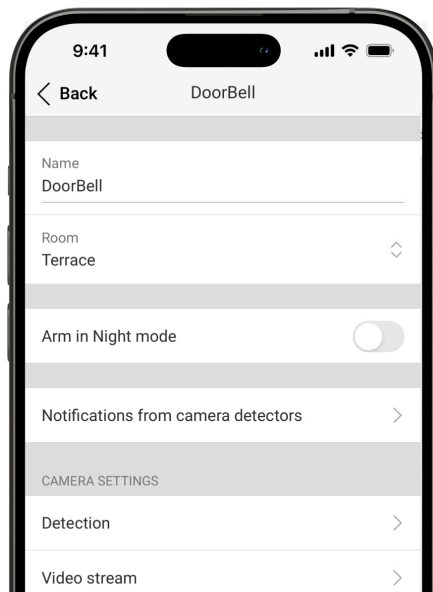 9:41
Back
DoorBell
Name
DoorBell
Room
Terrace
Arm in Night mode
Notifications from camera detectors
CAMERA SETTINGS
Detection
Video stream